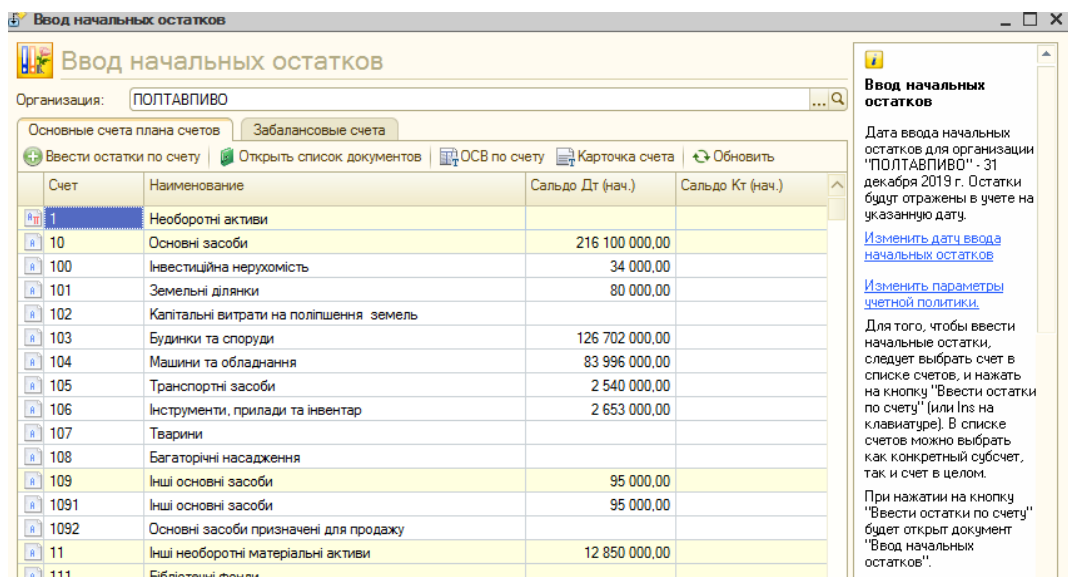 Ввод начальных остатков
Ввод начальных остатков
Организация: ПОЛТАВПИВО ...
Основные счета плана счетов Забалансовые счета
Ввести остатки по счету Открыть список документов ОСВ по счету Карточка счета Обновить
Счет Наименование Сальдо Дт (нач.) Сальдо Кт (нач.)
1 Необоротні активи
10 Основні засоби 216 100 000,00
100 Інвестиційна нерухомість 34 000,00
101 Земельні ділянки 80 000,00
102 Капітальні витрати на поліпшення земель
103 Будинки та споруди 126 702 000,00
104 Машини та обладнання 83 996 000,00
105 Транспортні засоби 2 540 000,00
106 Інструменти, прилади та інвентар 2 653 000,00
107 Тварини
108 Багаторічні насадження
109 Інші основні засоби 95 000,00
1091 Інші основні засоби 95 000,00
1092 Основні засоби призначені для продажу
11 Інші необоротні матеріальні активи 12 850 000,00
111 Бібліотечні фонди
Ввод начальных
остатков
Дата ввода начальных
остатков для организации
"ПОЛТАВПИВО" - 31
декабря 2019 г. Остатки
будут отражены в учете на
указанную дату.
Изменить дату ввода
начальных остатков
Изменить параметры
учетной политики.
Для того, чтобы ввести
начальные остатки,
следует выбрать счет в
списке счетов, и нажать
на кнопку "Ввести остатки
по счету" (или Ins на
клавиатуре). В списке
счетов можно выбрать
как конкретный субсчет,
так и счет в целом.
При нажатии на кнопку
"Ввести остатки по счету"
будет открыт документ
"Ввод начальных
остатков".